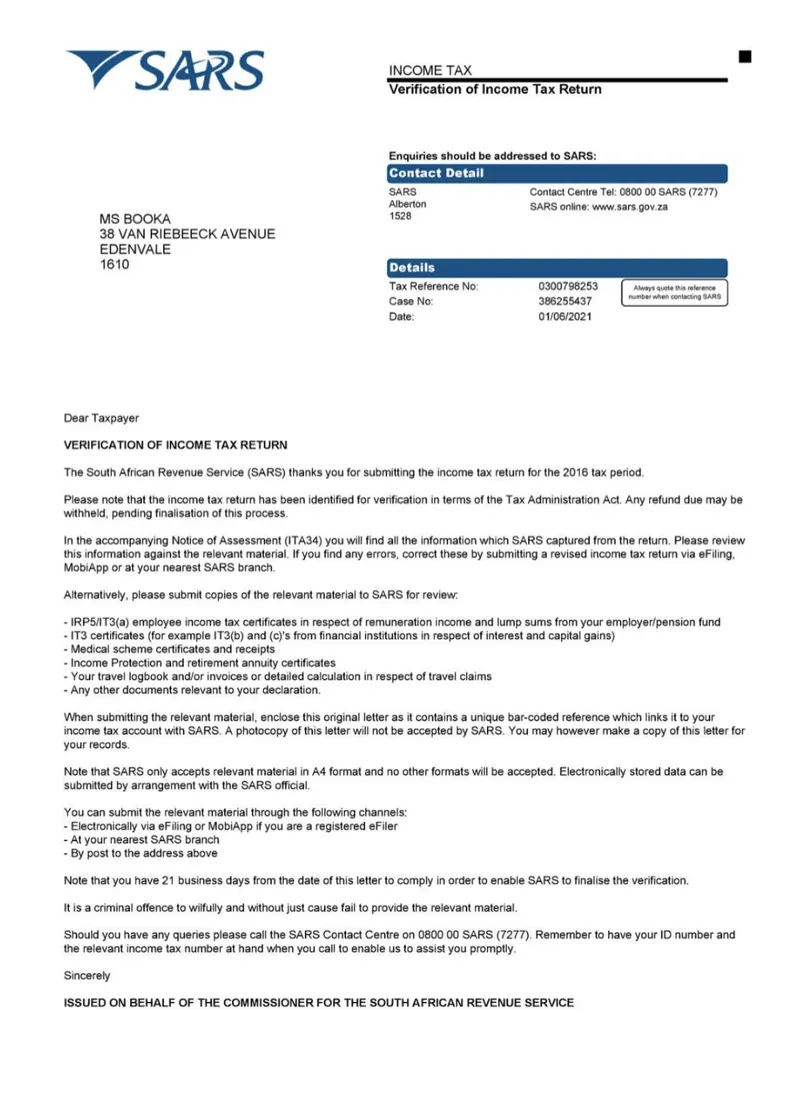 SARS
INCOME TAX
Verification of Income Tax Return
Enquiries should be addressed to SARS:
Contact Detail
SARS
Alberton
1528
Contact Centre Tel: 0800 00 SARS (7277)
SARS online: www.sars.gov.za
MS BOOKA
38 VAN RIEBEECK AVENUE
EDENVALE
1610
Details
Tax Reference No: 0300798253
Case No: 386255437
Date: 01/06/2021
Always quote this reference
number when contacting SARS
Dear Taxpayer
VERIFICATION OF INCOME TAX RETURN
The South African Revenue Service (SARS) thanks you for submitting the income tax return for the 2016 tax period.
Please note that the income tax return has been identified for verification in terms of the Tax Administration Act. Any refund due may be
withheld, pending finalisation of this process.
In the accompanying Notice of Assessment (ITA34) you will find all the information which SARS captured from the return. Please review
this information against the relevant material. If you find any errors, correct these by submitting a revised income tax return via eFiling,
MobiApp or at your nearest SARS branch.
Alternatively, please submit copies of the relevant material to SARS for review:
- IRP5/IT3(a) employee income tax certificates in respect of remuneration income and lump sums from your employer/pension fund
- IT3 certificates (for example IT3(b) and (c)'s from financial institutions in respect of interest and capital gains)
- Medical scheme certificates and receipts
- Income Protection and retirement annuity certificates
- Your travel logbook and/or invoices or detailed calculation in respect of travel claims
- Any other documents relevant to your declaration.
When submitting the relevant material, enclose this original letter as it contains a unique bar-coded reference which links it to your
income tax account with SARS. A photocopy of this letter will not be accepted by SARS. You may however make a copy of this letter for
your records.
Note that SARS only accepts relevant material in A4 format and no other formats will be accepted. Electronically stored data can be
submitted by arrangement with the SARS official.
You can submit the relevant material through the following channels:
- Electronically via eFiling or MobiApp if you are a registered eFiler
- At your nearest SARS branch
- By post to the address above
Note that you have 21 business days from the date of this letter to comply in order to enable SARS to finalise the verification.
It is a criminal offence to wilfully and without just cause fail to provide the relevant material.
Should you have any queries please call the SARS Contact Centre on 0800 00 SARS (7277). Remember to have your ID number and
the relevant income tax number at hand when you call to enable us to assist you promptly.
Sincerely
ISSUED ON BEHALF OF THE COMMISSIONER FOR THE SOUTH AFRICAN REVENUE SERVICE